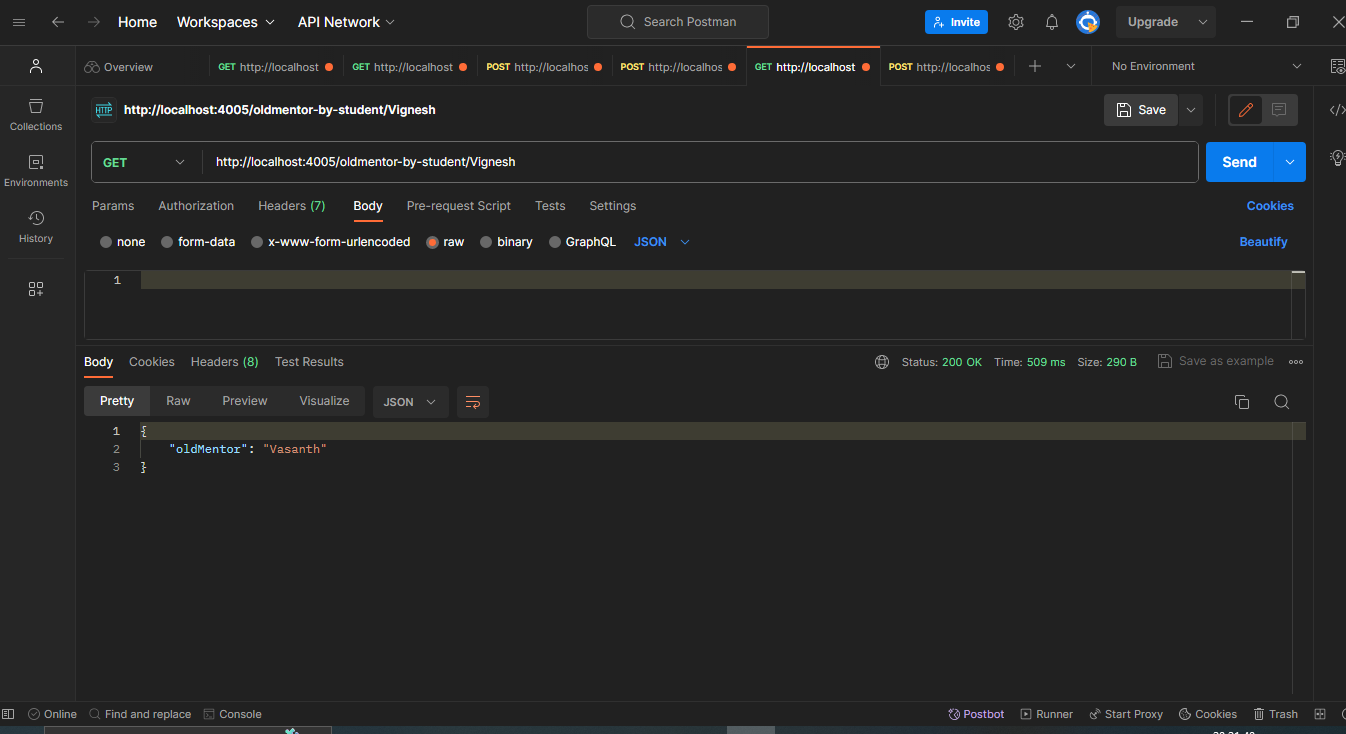 Home Workspaces API Network Search Postman Invite Upgrade
Overview GET http://localhost GET http://localhost POST http://localhos POST http://localhos GET http://localhost POST http://localhos No Environment
HTTP http://localhost:4005/oldmentor-by-student/Vignesh Save
Collections
GET http://localhost:4005/oldmentor-by-student/Vignesh Send
Environments
Params Authorization Headers (7) Body Pre-request Script Tests Settings Cookies
History
none form-data x-www-form-urlencoded raw binary GraphQL JSON Beautify
1
Body Cookies Headers (8) Test Results Status: 200 OK Time: 509 ms Size: 290 B Save as example
Pretty Raw Preview Visualize JSON
1 {
2 "oldMentor": "Vasanth"
3 }
Online Find and replace Console Postbot Runner Start Proxy Cookies Trash